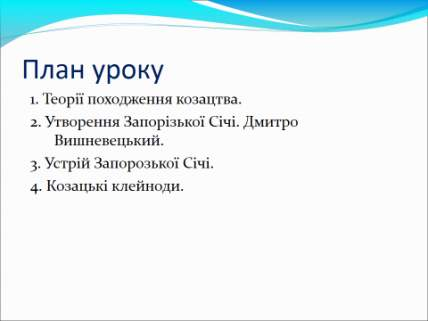 План уроку
1. Теорії походження козацтва.
2. Утворення Запорізької Січі. Дмитро
Вишневецький.
3. Устрій Запорозької Січі.
4. Козацькі клейноди.